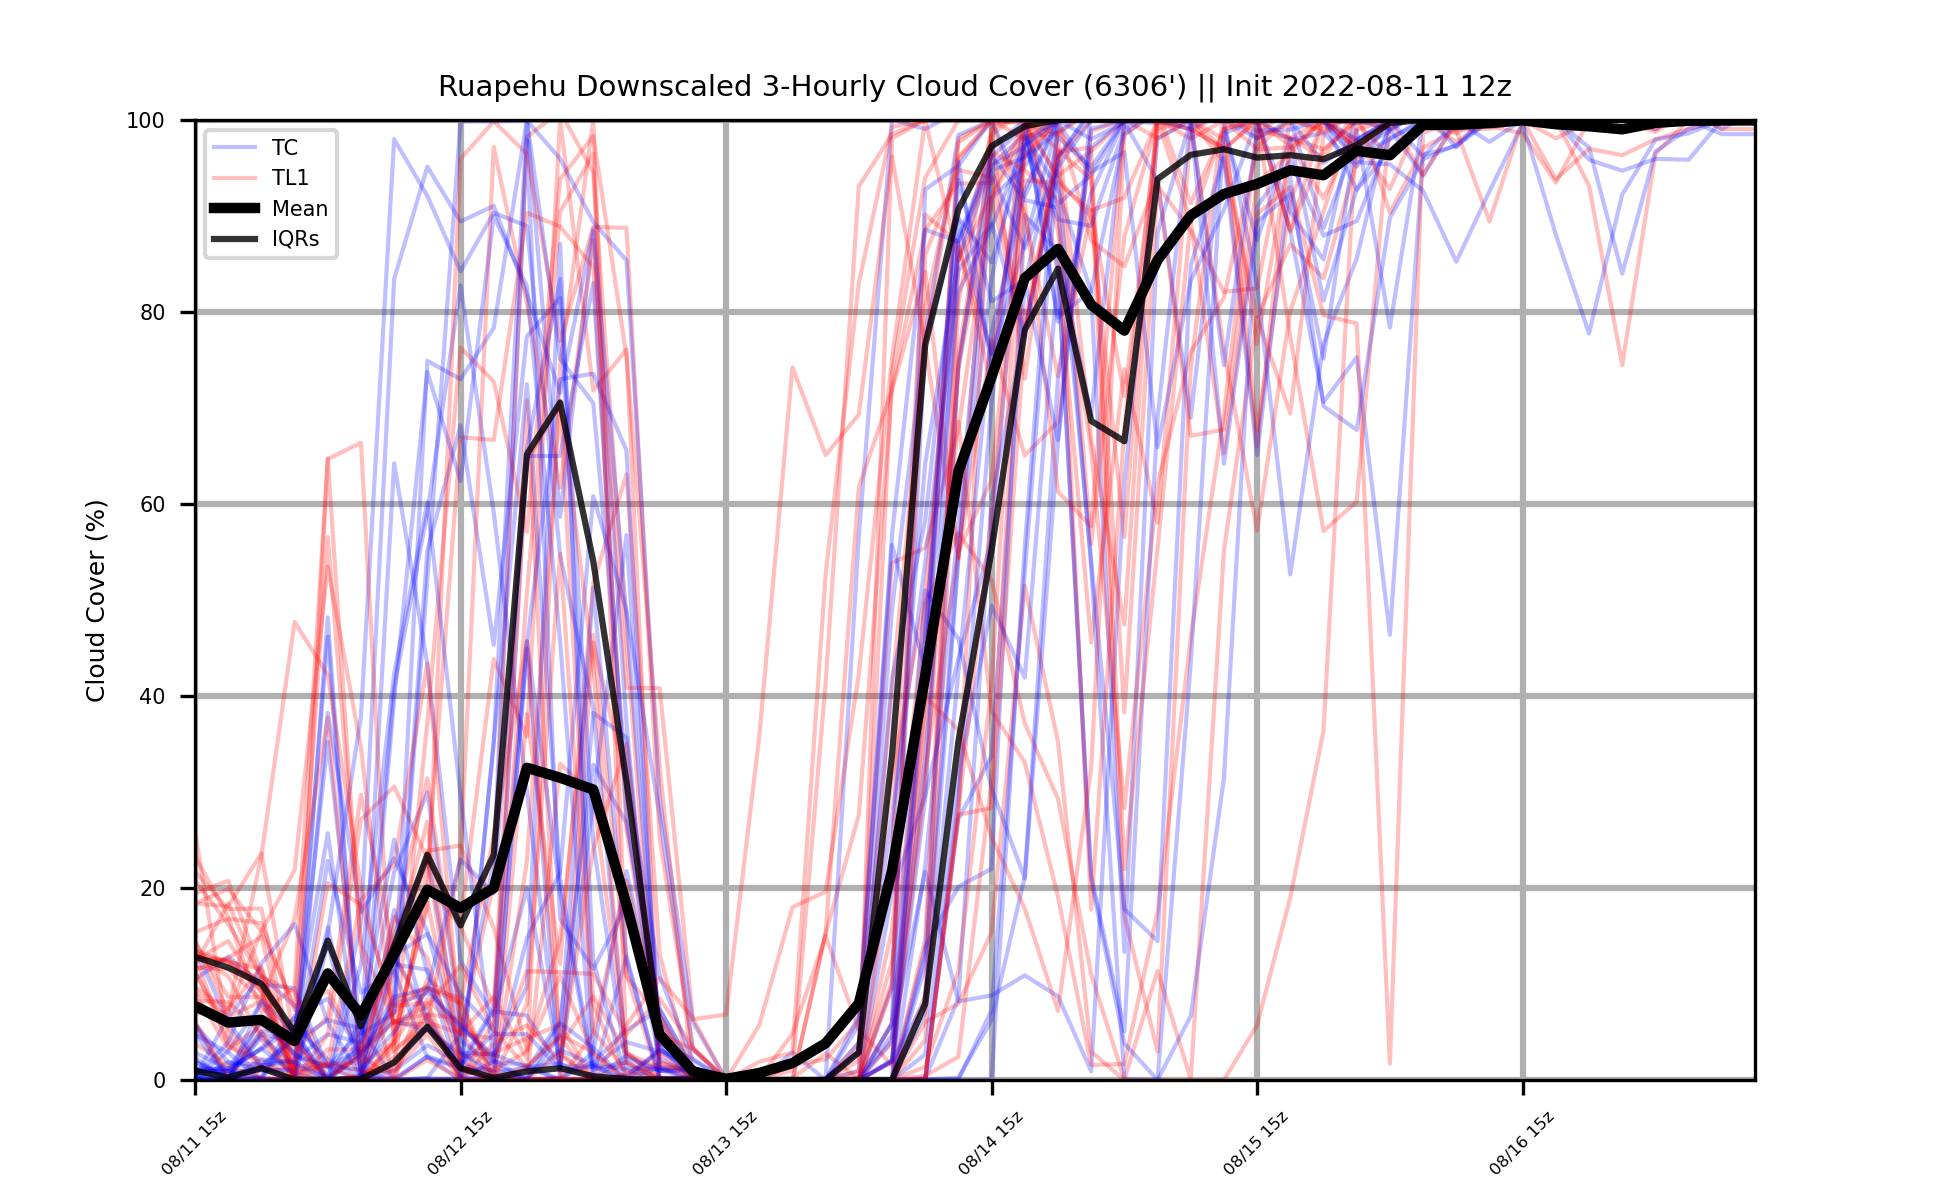 Ruapehu Downscaled 3-Hourly Cloud Cover (6306') || Init 2022-08-11 12z
Cloud Cover (%)
100
80
60
40
20
0
TC
TL1
Mean
IQRs
08/11 15z
08/12 15z
08/13 15z
08/14 15z
08/15 15z
08/16 15z